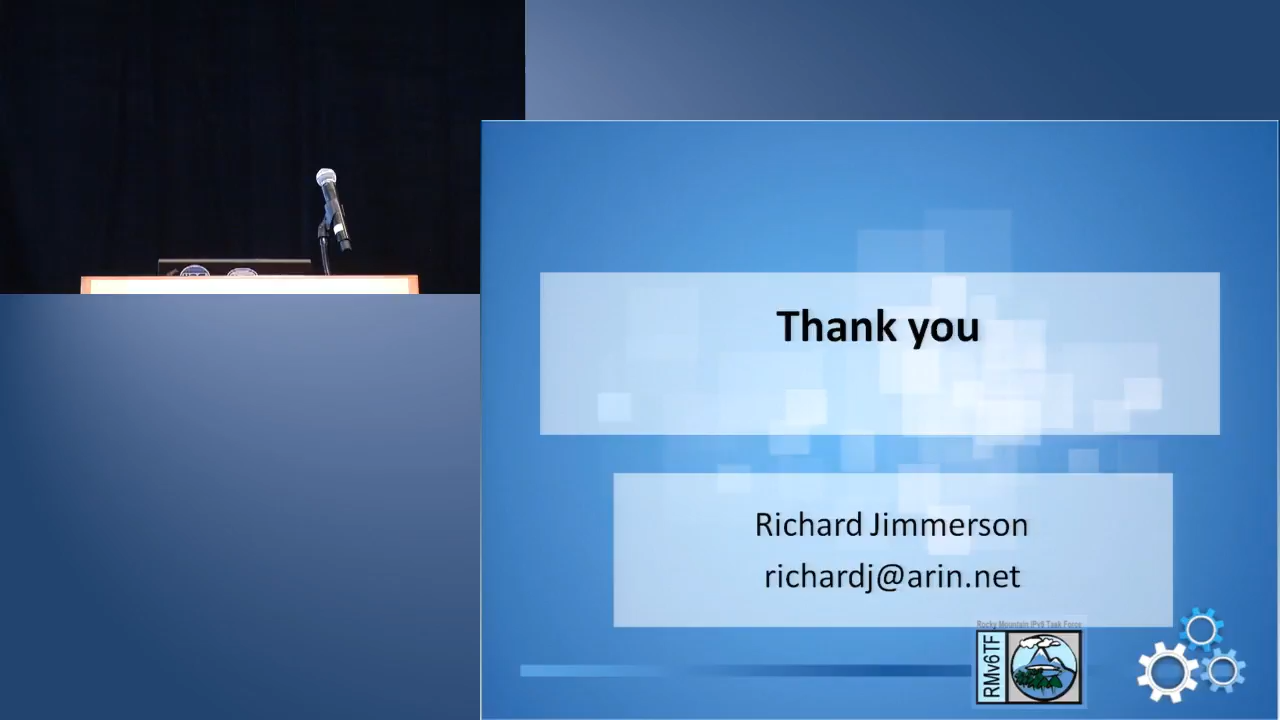 Thank you
Richard Jimmerson
richardj@arin.net
Rocky Mountain IPv6 Task Force
RMv6TF